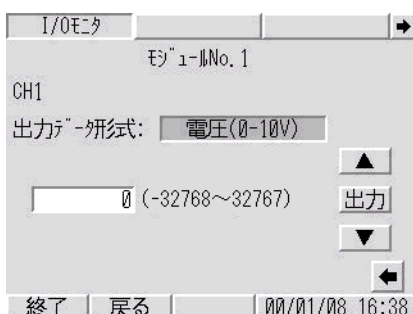 I/Oﾓﾆﾀ
ﾓｼﾞｭｰﾙNo.1
CH1
出力ﾃﾞｰﾀ形式: 電圧(0-10V)
▲
0 (-32768～32767) 出力
▼
終了 戻る 00/01/08 16:38